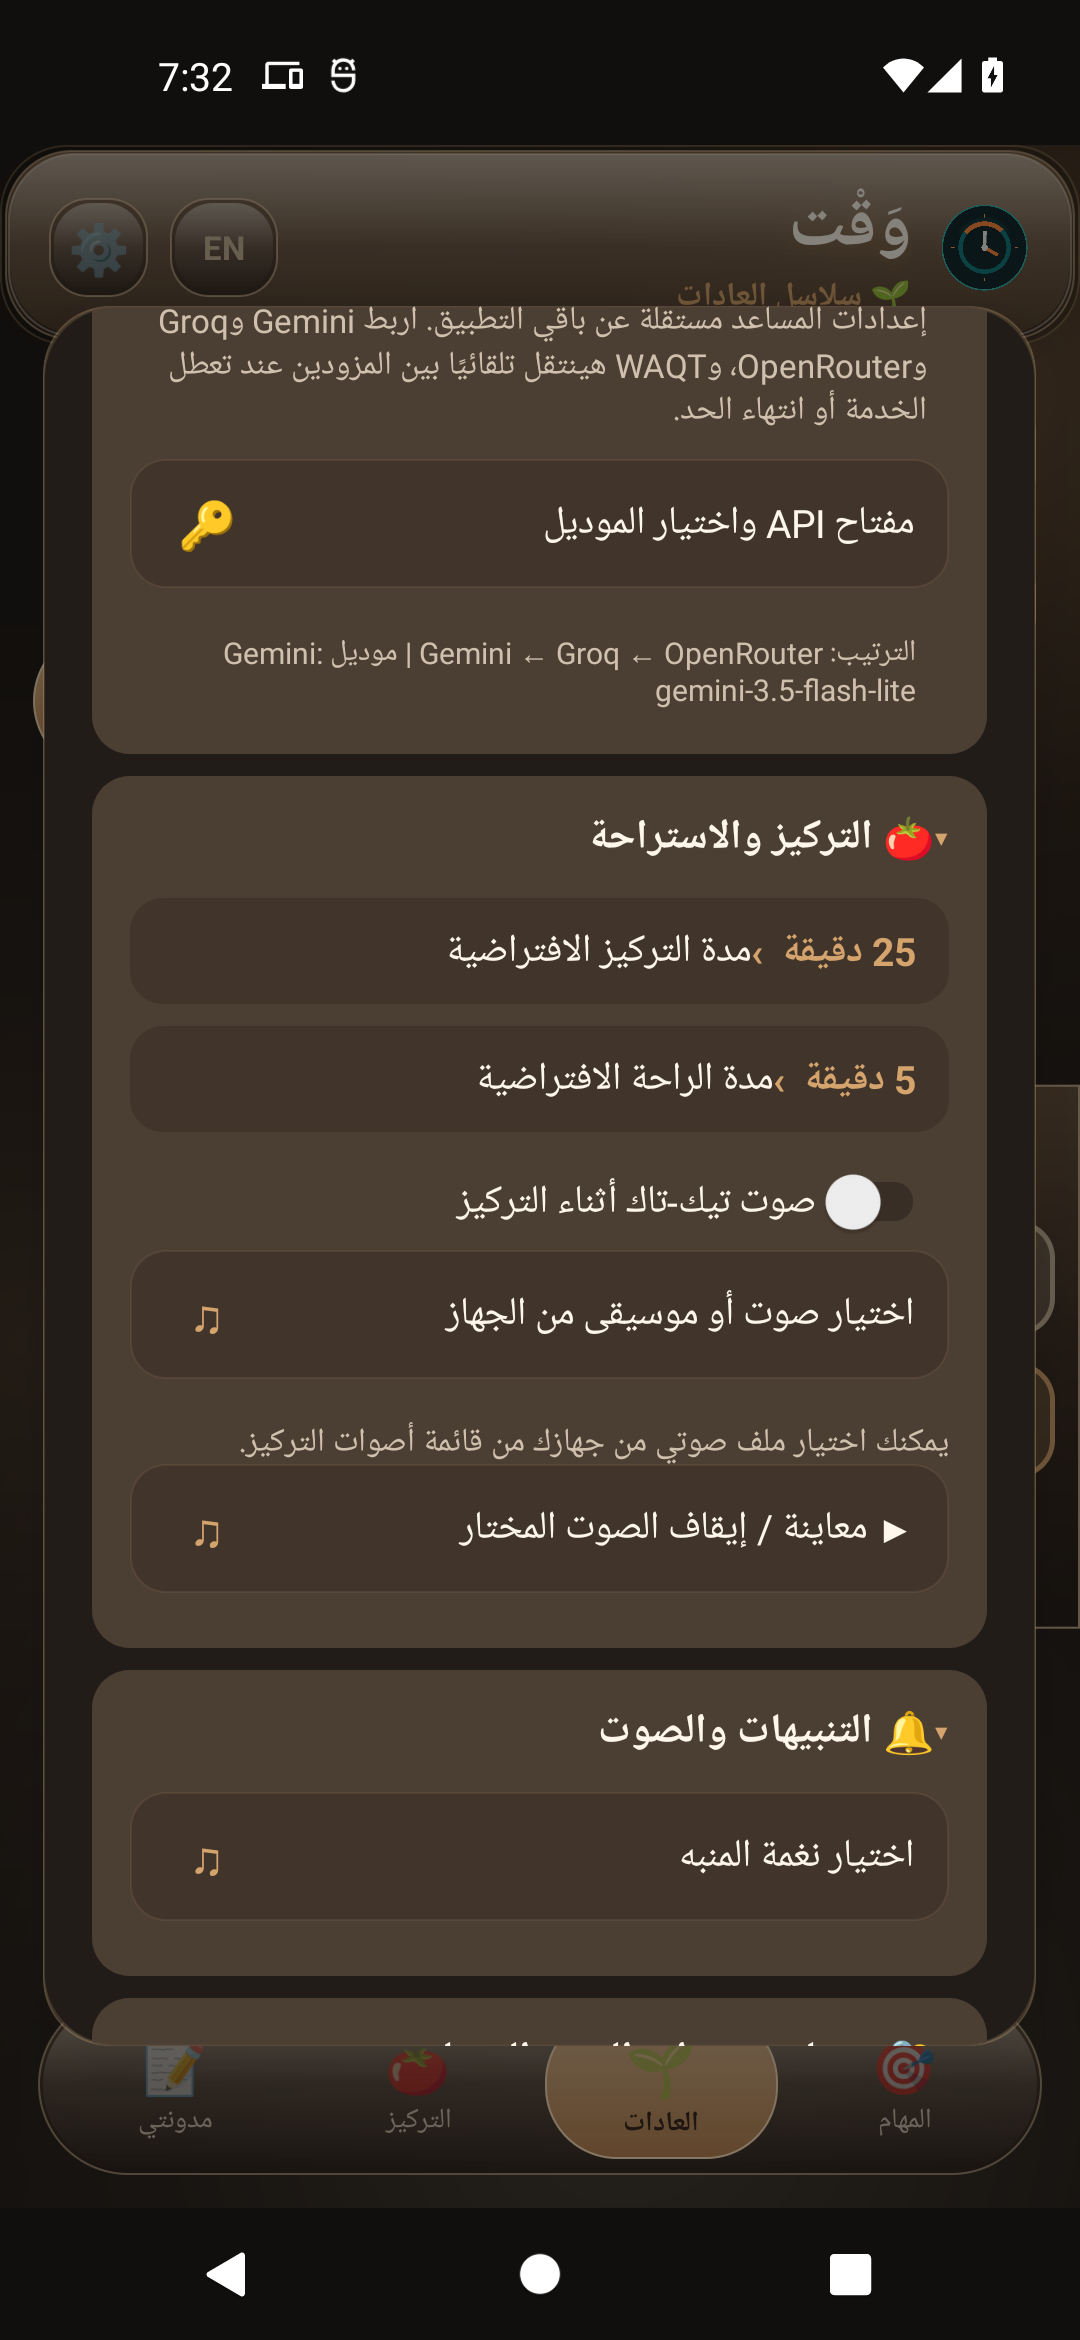 7:32
وَقْت
EN
🌱 سلاسل العادات
إعدادات المساعد مستقلة عن باقي التطبيق. اربط Gemini وGroq
وOpenRouter، وWAQT هينتقل تلقائيًا بين المزودين عند تعطل
الخدمة أو انتهاء الحد.
مفتاح API واختيار الموديل
الترتيب: Gemini ← Groq ← OpenRouter | موديل Gemini:
gemini-3.5-flash-lite
التركيز والاستراحة
25 دقيقة ›
مدة التركيز الافتراضية
5 دقيقة ›
مدة الراحة الافتراضية
صوت تيك-تاك أثناء التركيز
اختيار صوت أو موسيقى من الجهاز
يمكنك اختيار ملف صوتي من جهازك من قائمة أصوات التركيز.
▶ معاينة / إيقاف الصوت المختار
التنبيهات والصوت
اختيار نغمة المنبه
المهام
العادات
التركيز
مدونتي